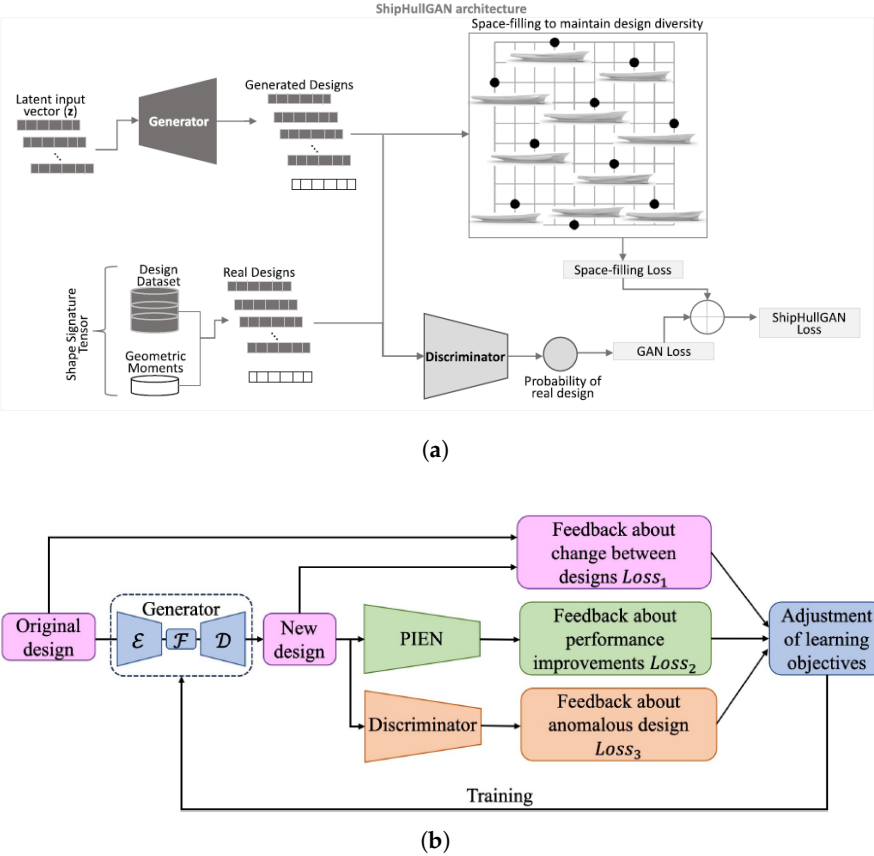 ShipHullGAN architecture
Space-filling to maintain design diversity
Latent input
vector (z)
Generator
Generated Designs
Shape Signature
Tensor
Design
Dataset
Geometric
Moments
Real Designs
Discriminator
Probability of
real design
Space-filling Loss
GAN Loss
ShipHullGAN
Loss
(a)
Original
design
Generator
ℰ
ℱ
𝒟
New
design
PIEN
Discriminator
Feedback about
change between
designs Loss₁
Feedback about
performance
improvements Loss₂
Feedback about
anomalous design
Loss₃
Adjustment
of learning
objectives
Training
(b)